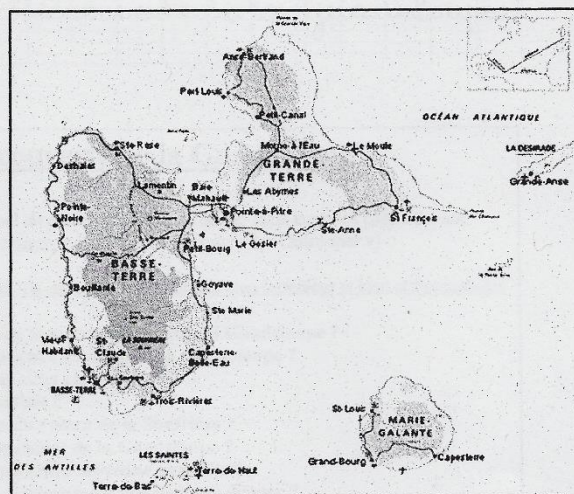 Anse-Bertrand
Port Louis
Petit-Canal
OCÉAN ATLANTIQUE
Morne-à-l'Eau
Le Moule
LA DESIRADE
Grande-Anse
GRANDE-
TERRE
Ste-Rose
Deshaies
Lamentin
Baie
Mahault
Les Abymes
Pointe-à-Pitre
St François
Ste-Anne
Le Gosier
Pointe-
Noire
Petit-Bourg
BASSE-
TERRE
Bouillante
Goyave
Ste Marie
Vieux
Habitants
St-
Claude
LA SOUFRIÈRE
Capesterre-
Belle-Eau
BASSE-TERRE
Trois-Rivières
St-Louis
MARIE-
GALANTE
Grand-Bourg
Capesterre
MER
DES ANTILLES
LES SAINTES
Terre-de-Haut
Terre-de-Bas